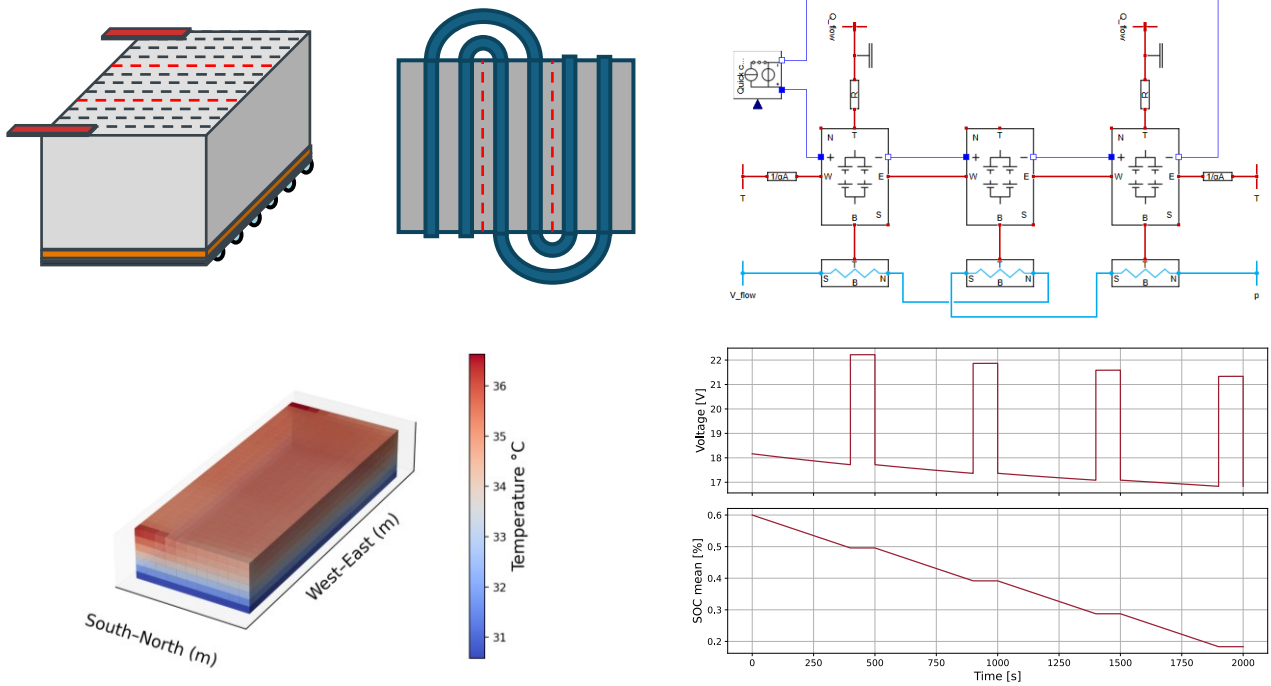 Q_flow
Q_flow
Quick c...
R
R
N
T
N
T
N
T
+
−
+
−
+
−
W
E
W
E
W
E
1/gA
1/gA
T
T
B
S
B
S
B
S
S
N
S
N
S
N
B
B
B
V_flow
p
36
35
34
33
32
31
Temperature °C
West–East (m)
South–North (m)
22
21
20
19
18
17
Voltage [V]
0.6
0.5
0.4
0.3
0.2
SOC mean [%]
0
250
500
750
1000
1250
1500
1750
2000
Time [s]